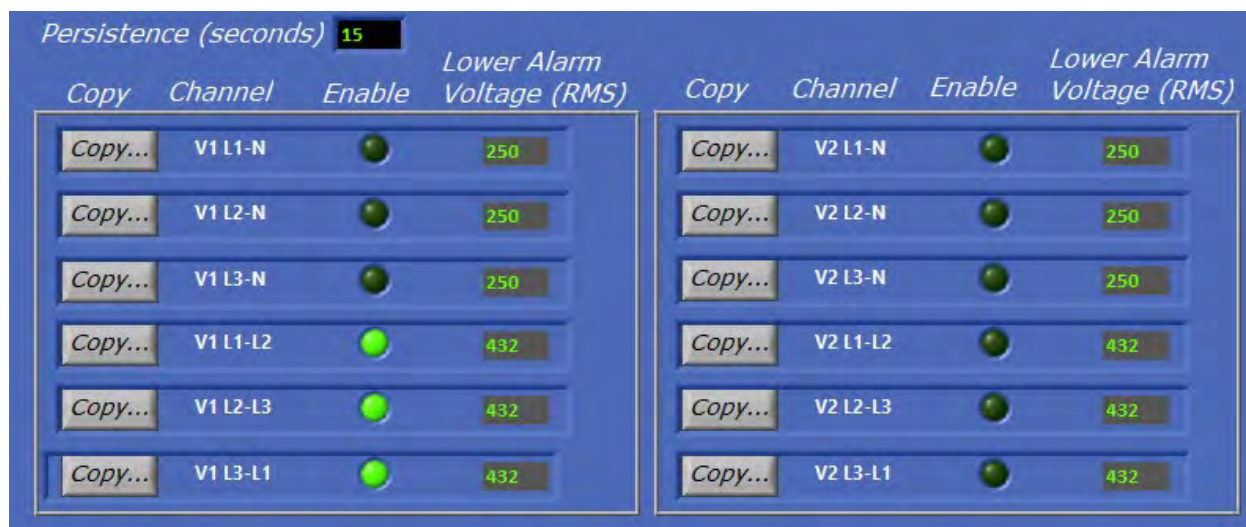 Persistence (seconds) 15
Copy Channel Enable Lower Alarm Voltage (RMS) Copy Channel Enable Lower Alarm Voltage (RMS)
Copy... V1 L1-N 250 Copy... V2 L1-N 250
Copy... V1 L2-N 250 Copy... V2 L2-N 250
Copy... V1 L3-N 250 Copy... V2 L3-N 250
Copy... V1 L1-L2 432 Copy... V2 L1-L2 432
Copy... V1 L2-L3 432 Copy... V2 L2-L3 432
Copy... V1 L3-L1 432 Copy... V2 L3-L1 432